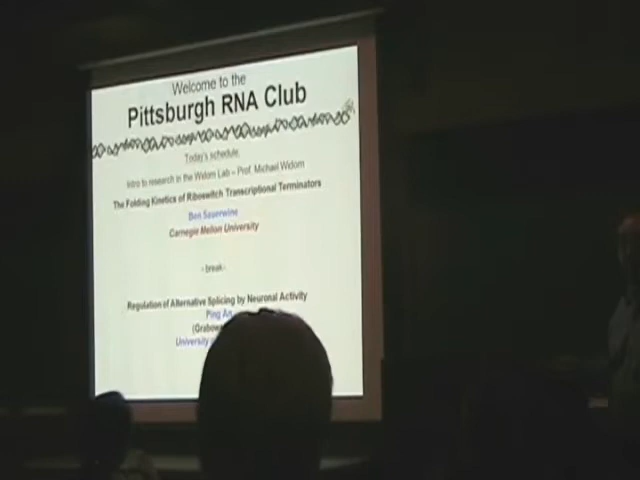 Welcome to the
Pittsburgh RNA Club
Today's schedule
Intro to research in the Widom Lab – Prof. Michael Widom
The Folding Kinetics of Riboswitch Transcriptional Terminators
Ben Sauerwine
Carnegie Mellon University
- break -
Regulation of Alternative Splicing by Neuronal Activity
Ping An
University